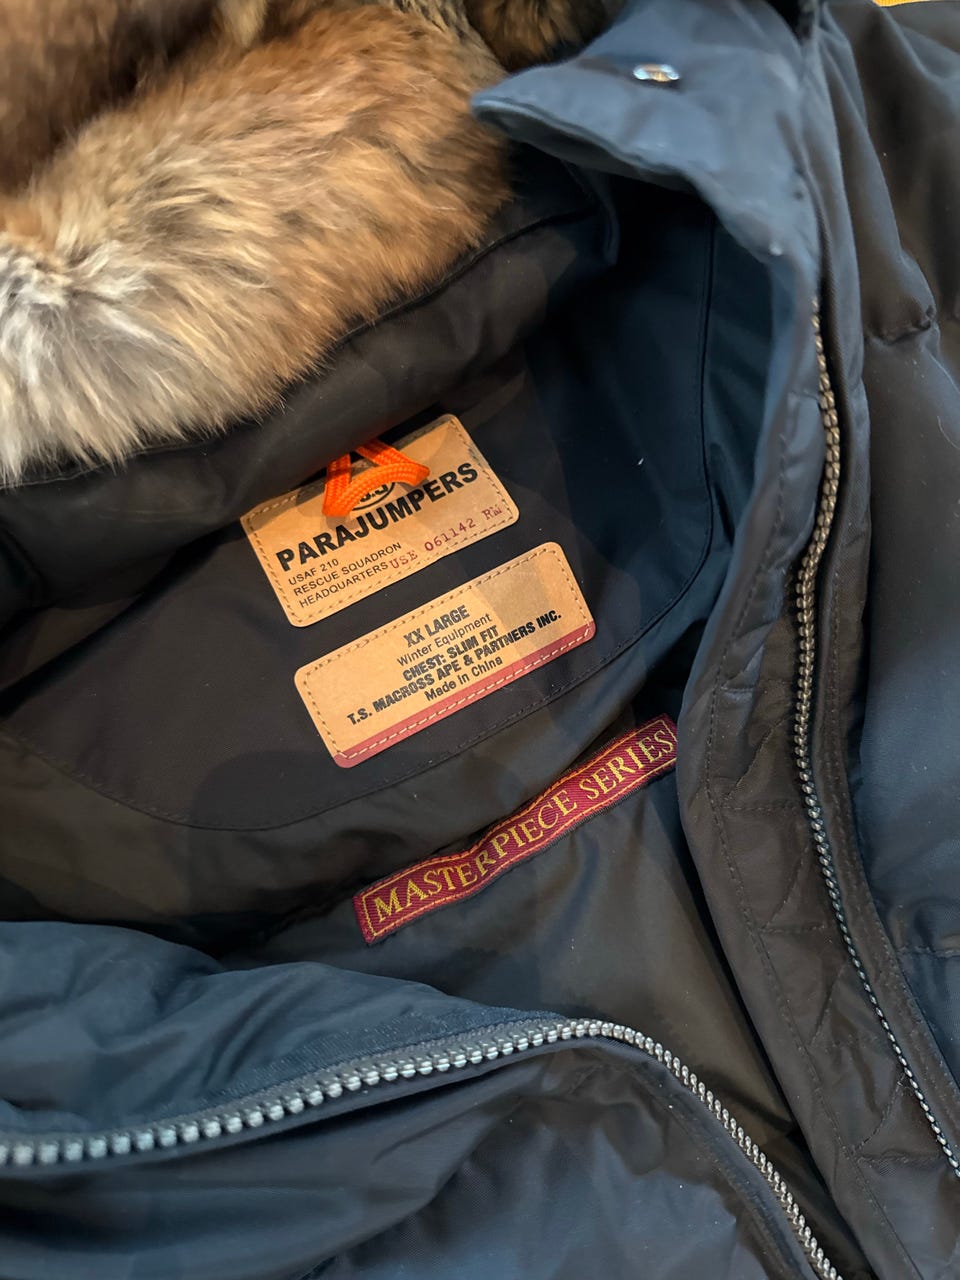 PARAJUMPERS
USAF 210
RESCUE SQUADRON
HEADQUARTERS USE 061142 RM
XX LARGE
Winter Equipment
CHEST: SLIM FIT
T.S. MACROSS APE & PARTNERS INC.
Made in China
MASTERPIECE SERIES